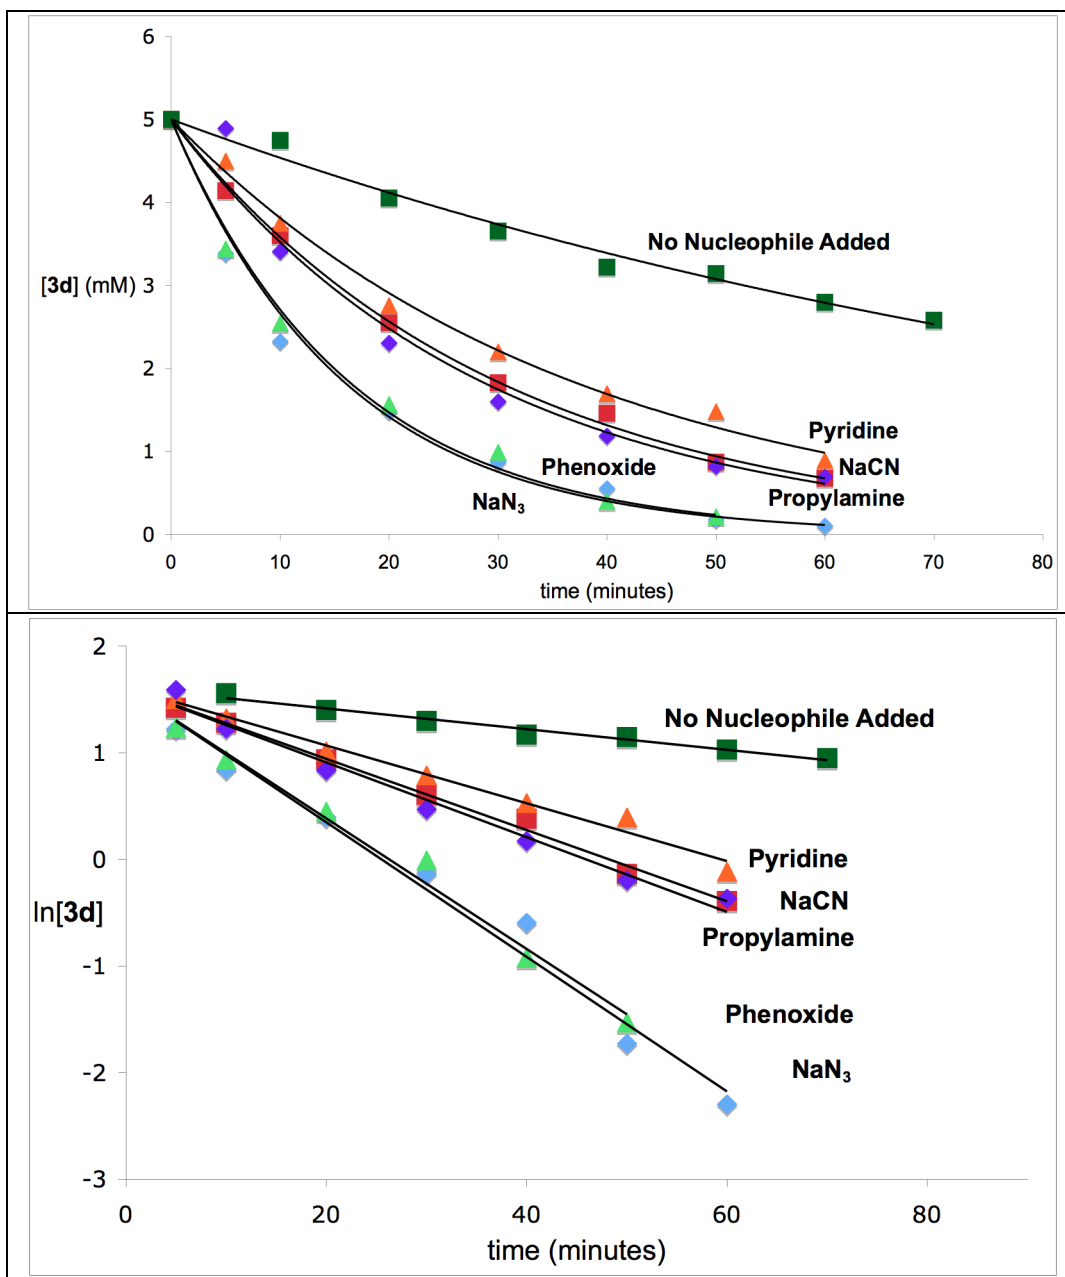 6
5
4
3
2
1
0
[3d] (mM)
No Nucleophile Added
Pyridine
NaCN
Phenoxide
Propylamine
NaN₃
0 10 20 30 40 50 60 70 80
time (minutes)
2
1
0
-1
-2
-3
ln[3d]
No Nucleophile Added
Pyridine
NaCN
Propylamine
Phenoxide
NaN₃
0 20 40 60 80
time (minutes)